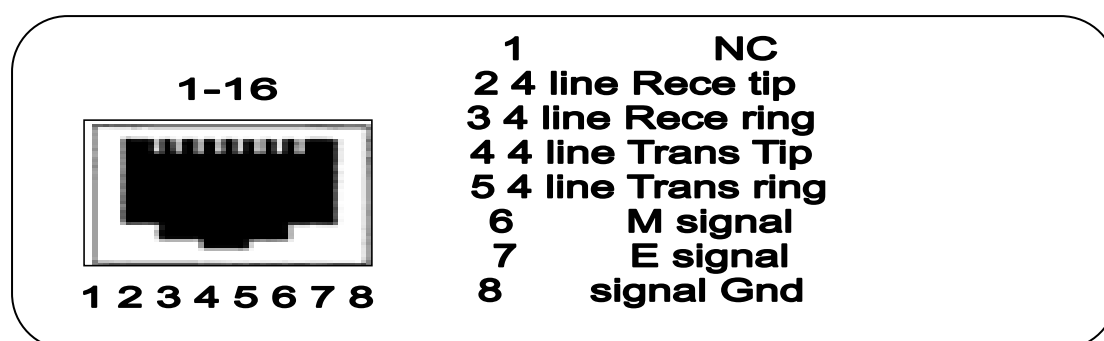 1-16
1 2 3 4 5 6 7 8
1 NC
2 4 line Rece tip
3 4 line Rece ring
4 4 line Trans Tip
5 4 line Trans ring
6 M signal
7 E signal
8 signal Gnd